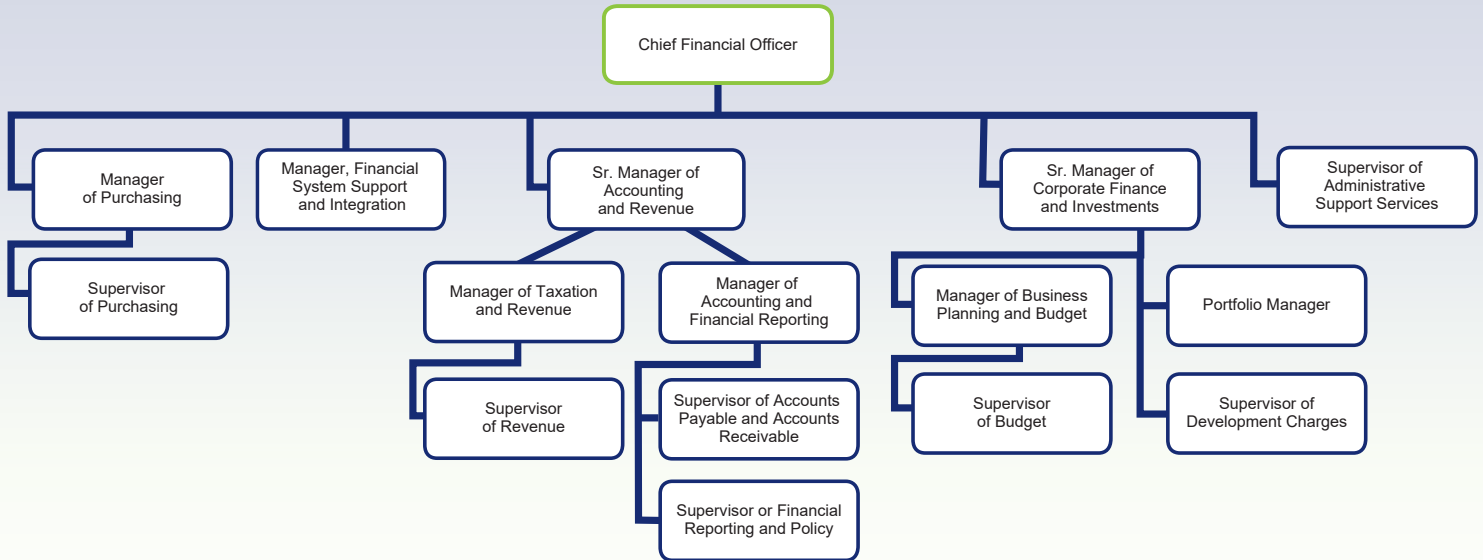 Chief Financial Officer
Manager
of Purchasing
Manager, Financial
System Support
and Integration
Sr. Manager of
Accounting
and Revenue
Sr. Manager of
Corporate Finance
and Investments
Supervisor of
Administrative
Support Services
Supervisor
of Purchasing
Manager of Taxation
and Revenue
Manager of
Accounting and
Financial Reporting
Manager of Business
Planning and Budget
Portfolio Manager
Supervisor
of Revenue
Supervisor of Accounts
Payable and Accounts
Receivable
Supervisor
of Budget
Supervisor of
Development Charges
Supervisor or Financial
Reporting and Policy